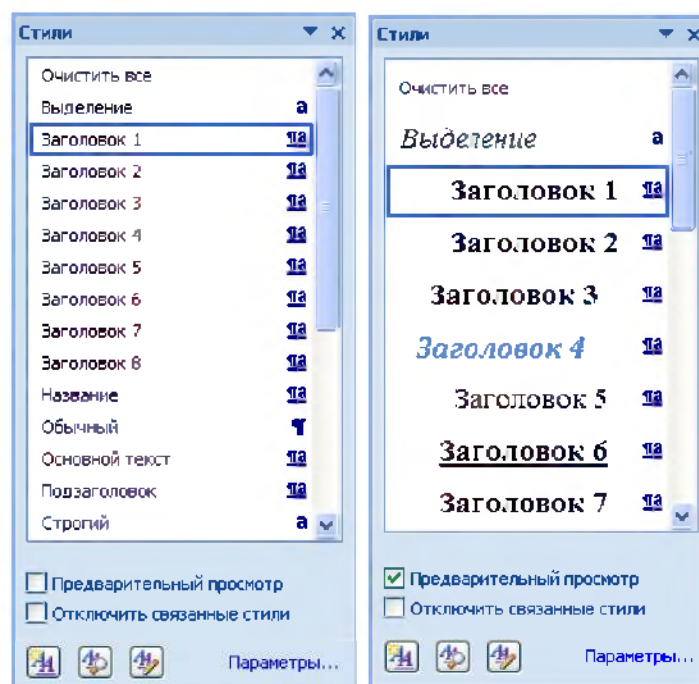 Стили
Очистить все
Выделение a
Заголовок 1 ¶a
Заголовок 2 ¶a
Заголовок 3 ¶a
Заголовок 4 ¶a
Заголовок 5 ¶a
Заголовок 6 ¶a
Заголовок 7 ¶a
Заголовок 8 ¶a
Название ¶a
Обычный ¶
Основной текст ¶a
Подзаголовок ¶a
Строгий a
Предварительный просмотр
Отключить связанные стили
Параметры...
Стили
Очистить все
Выделение a
Заголовок 1 ¶a
Заголовок 2 ¶a
Заголовок 3 ¶a
Заголовок 4 ¶a
Заголовок 5 ¶a
Заголовок 6 ¶a
Заголовок 7 ¶a
Предварительный просмотр
Отключить связанные стили
Параметры...